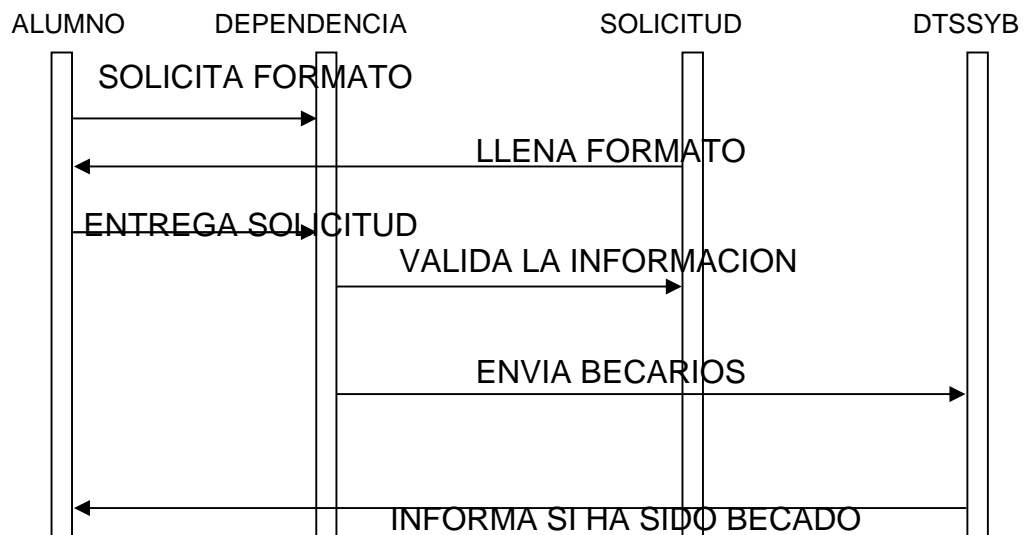 ALUMNO DEPENDENCIA SOLICITUD DTSSYB
SOLICITA FORMATO
LLENA FORMATO
ENTREGA SOLICITUD
VALIDA LA INFORMACION
ENVIA BECARIOS
INFORMA SI HA SIDO BECADO